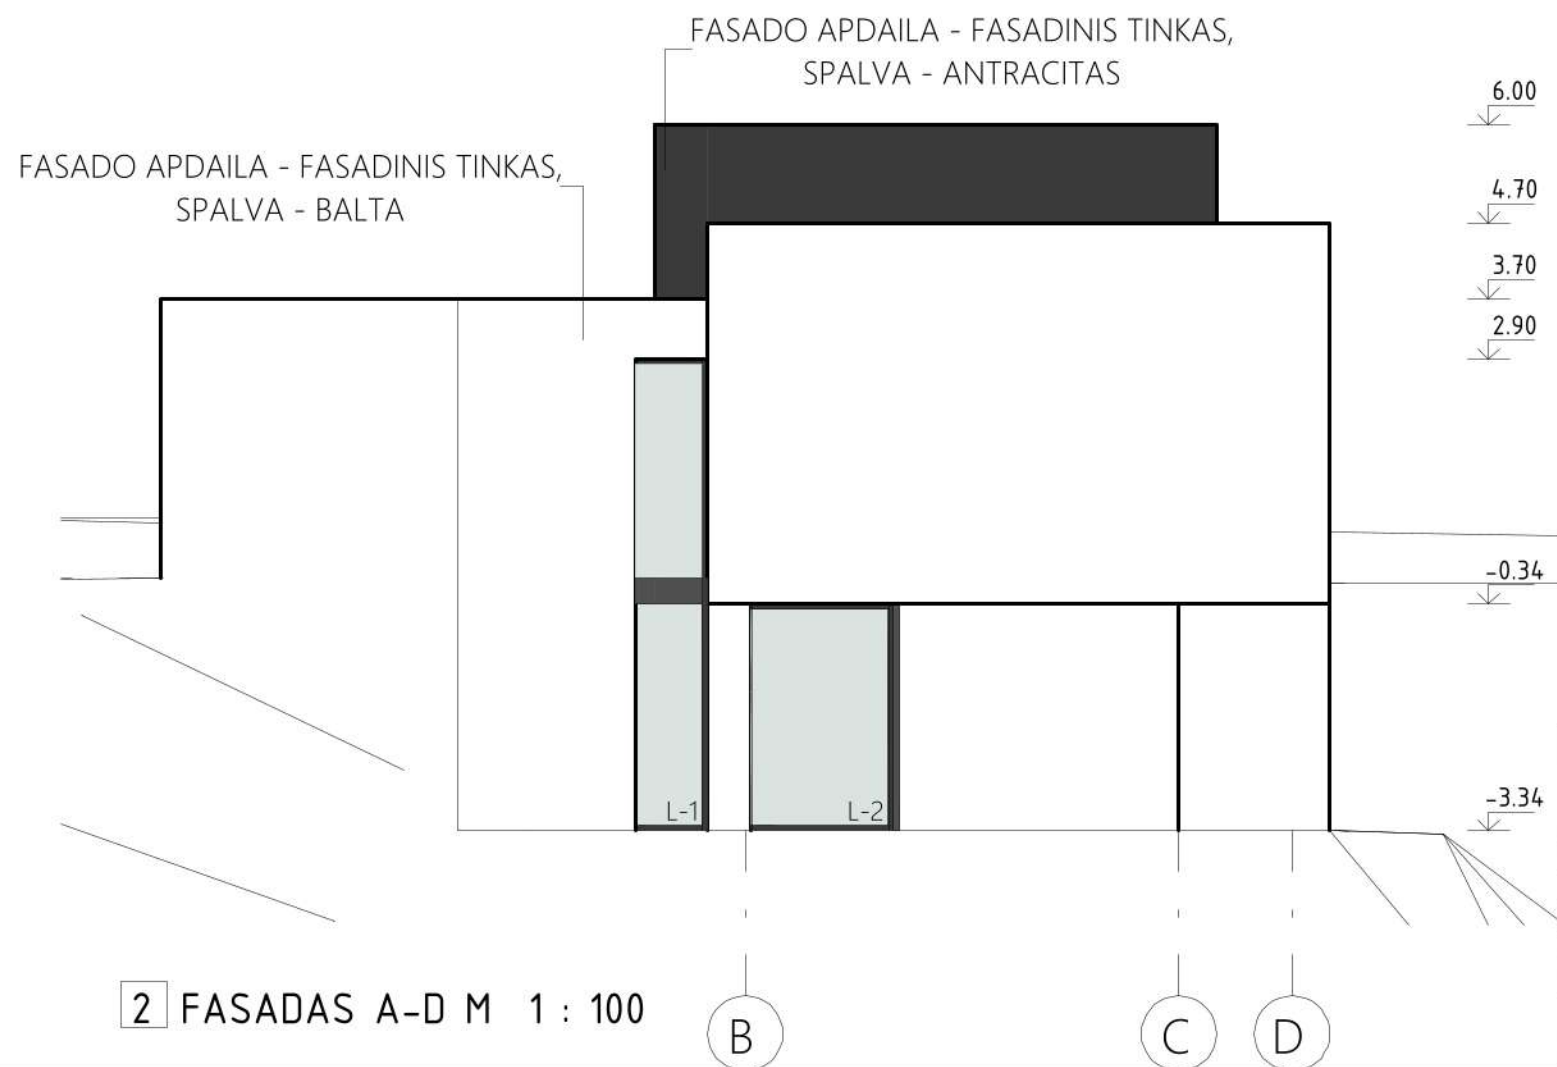 FASADO APDAILA - FASADINIS TINKAS,
SPALVA - ANTRACITAS
FASADO APDAILA - FASADINIS TINKAS,
SPALVA - BALTA
6.00
4.70
3.70
2.90
-0.34
-3.34
L-1
L-2
2 FASADAS A-D M 1 : 100
B
C
D